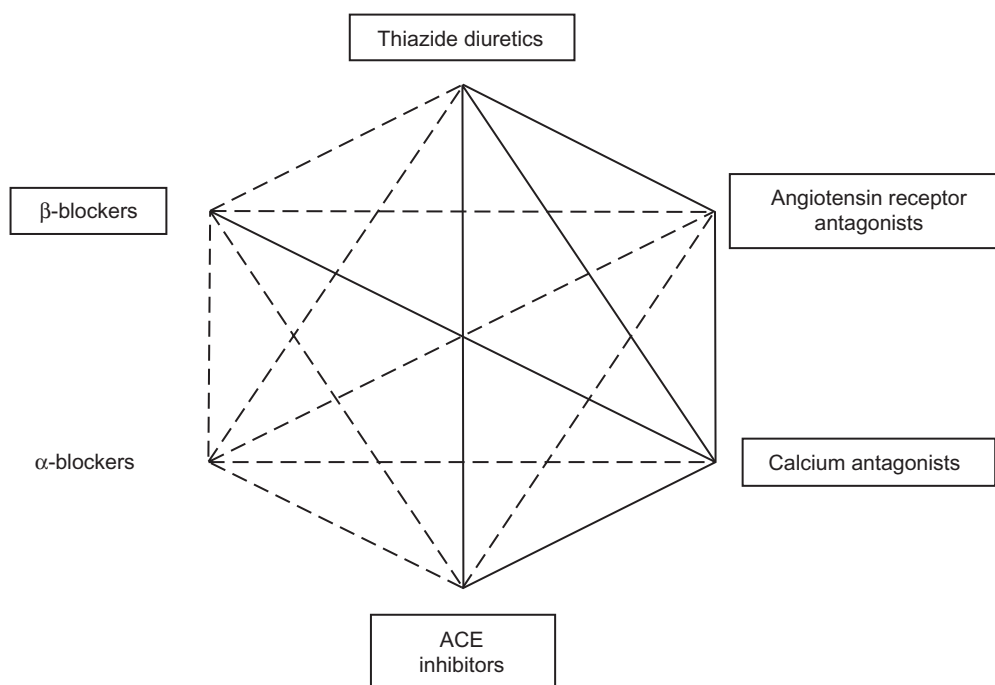 Thiazide diuretics
β-blockers
Angiotensin receptor
antagonists
α-blockers
Calcium antagonists
ACE
inhibitors